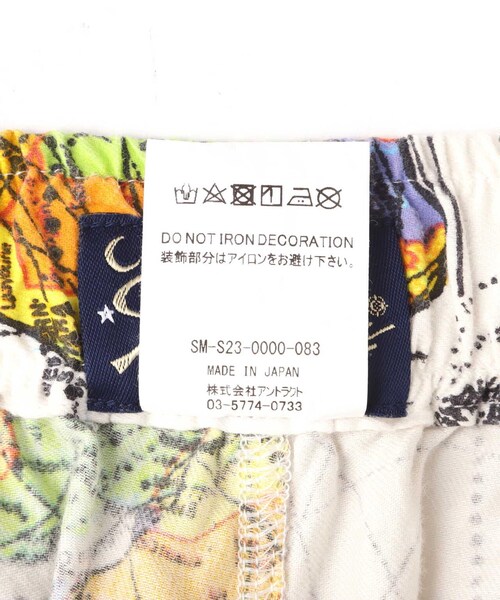 DO NOT IRON DECORATION
装飾部分はアイロンをお避け下さい。
SM-S23-0000-083
MADE IN JAPAN
株式会社アントラクト
03-5774-0733